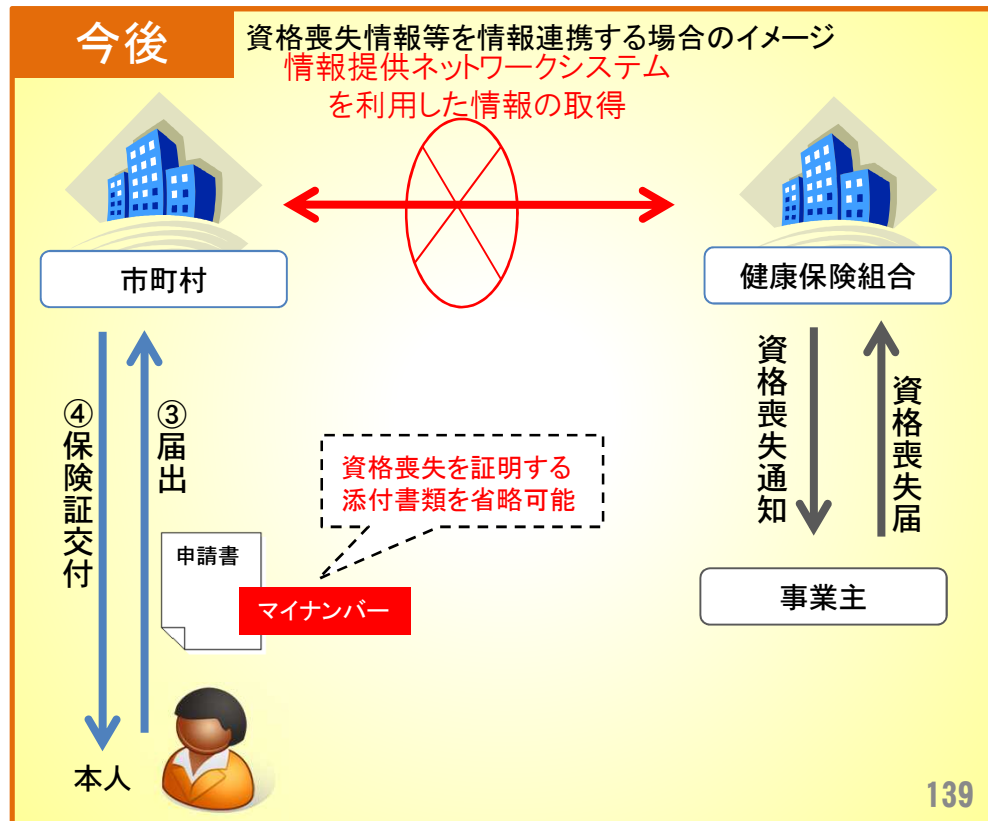 今後
資格喪失情報等を情報連携する場合のイメージ
情報提供ネットワークシステム
を利用した情報の取得
市町村
健康保険組合
④保険証交付
③届出
資格喪失を証明する
添付書類を省略可能
資格喪失通知
資格喪失届
申請書
マイナンバー
事業主
本人
139